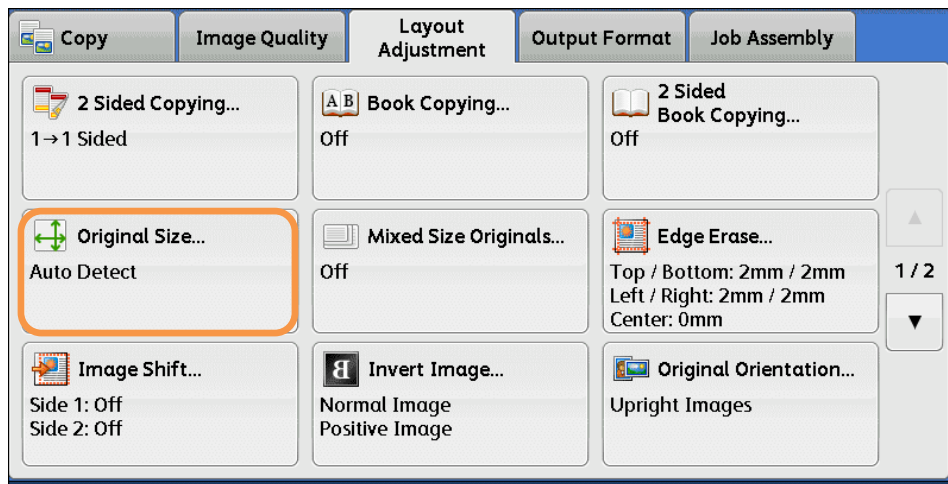 Copy
Image Quality
Layout
Adjustment
Output Format
Job Assembly
2 Sided Copying...
1→1 Sided
A B Book Copying...
Off
2 Sided
Book Copying...
Off
Original Size...
Auto Detect
Mixed Size Originals...
Off
Edge Erase...
Top / Bottom: 2mm / 2mm
Left / Right: 2mm / 2mm
Center: 0mm
1 / 2
Image Shift...
Side 1: Off
Side 2: Off
B Invert Image...
Normal Image
Positive Image
Original Orientation...
Upright Images